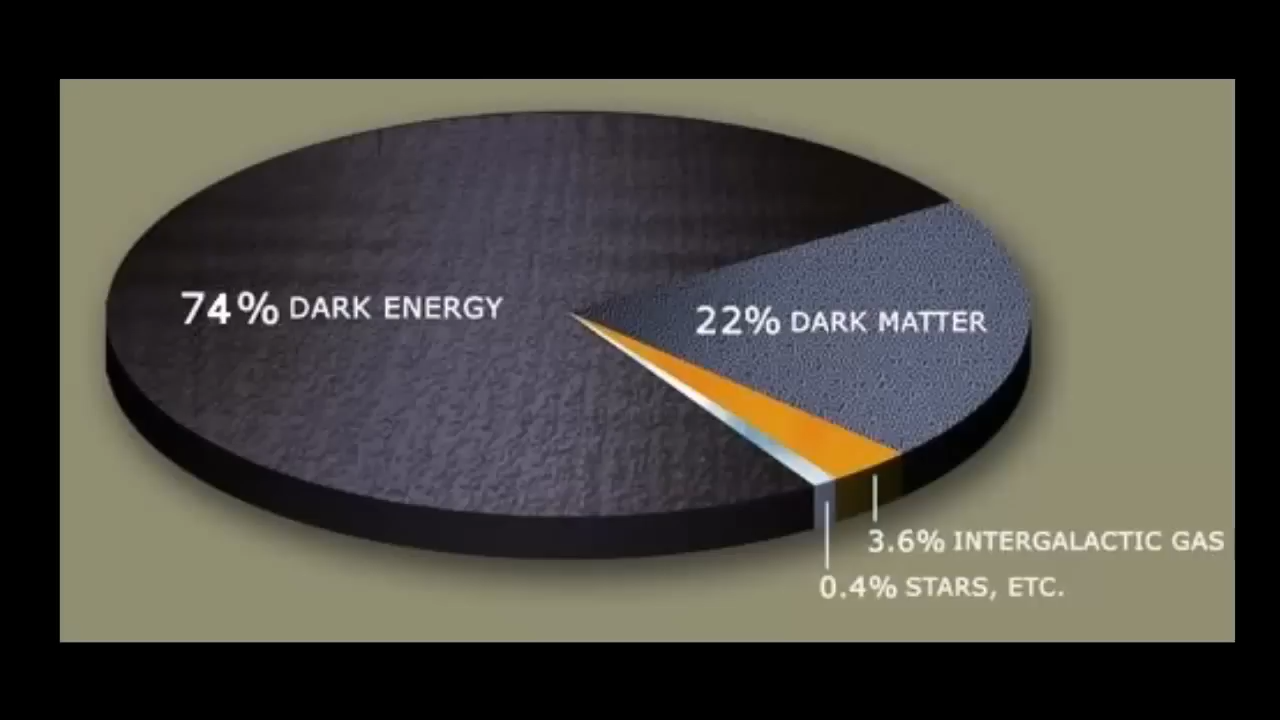 74% DARK ENERGY
22% DARK MATTER
3.6% INTERGALACTIC GAS
0.4% STARS, ETC.